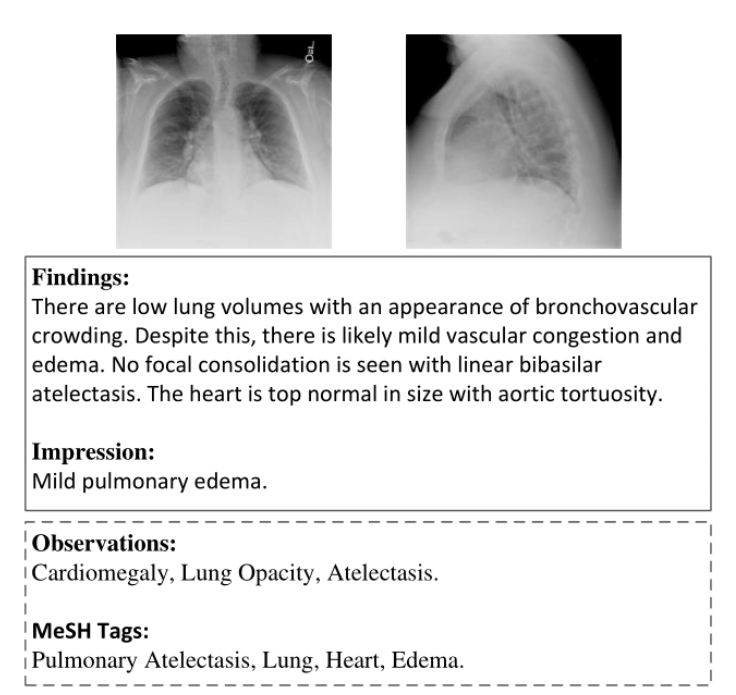 Findings:
There are low lung volumes with an appearance of bronchovascular
crowding. Despite this, there is likely mild vascular congestion and
edema. No focal consolidation is seen with linear bibasilar
atelectasis. The heart is top normal in size with aortic tortuosity.
Impression:
Mild pulmonary edema.
Observations:
Cardiomegaly, Lung Opacity, Atelectasis.
MeSH Tags:
Pulmonary Atelectasis, Lung, Heart, Edema.